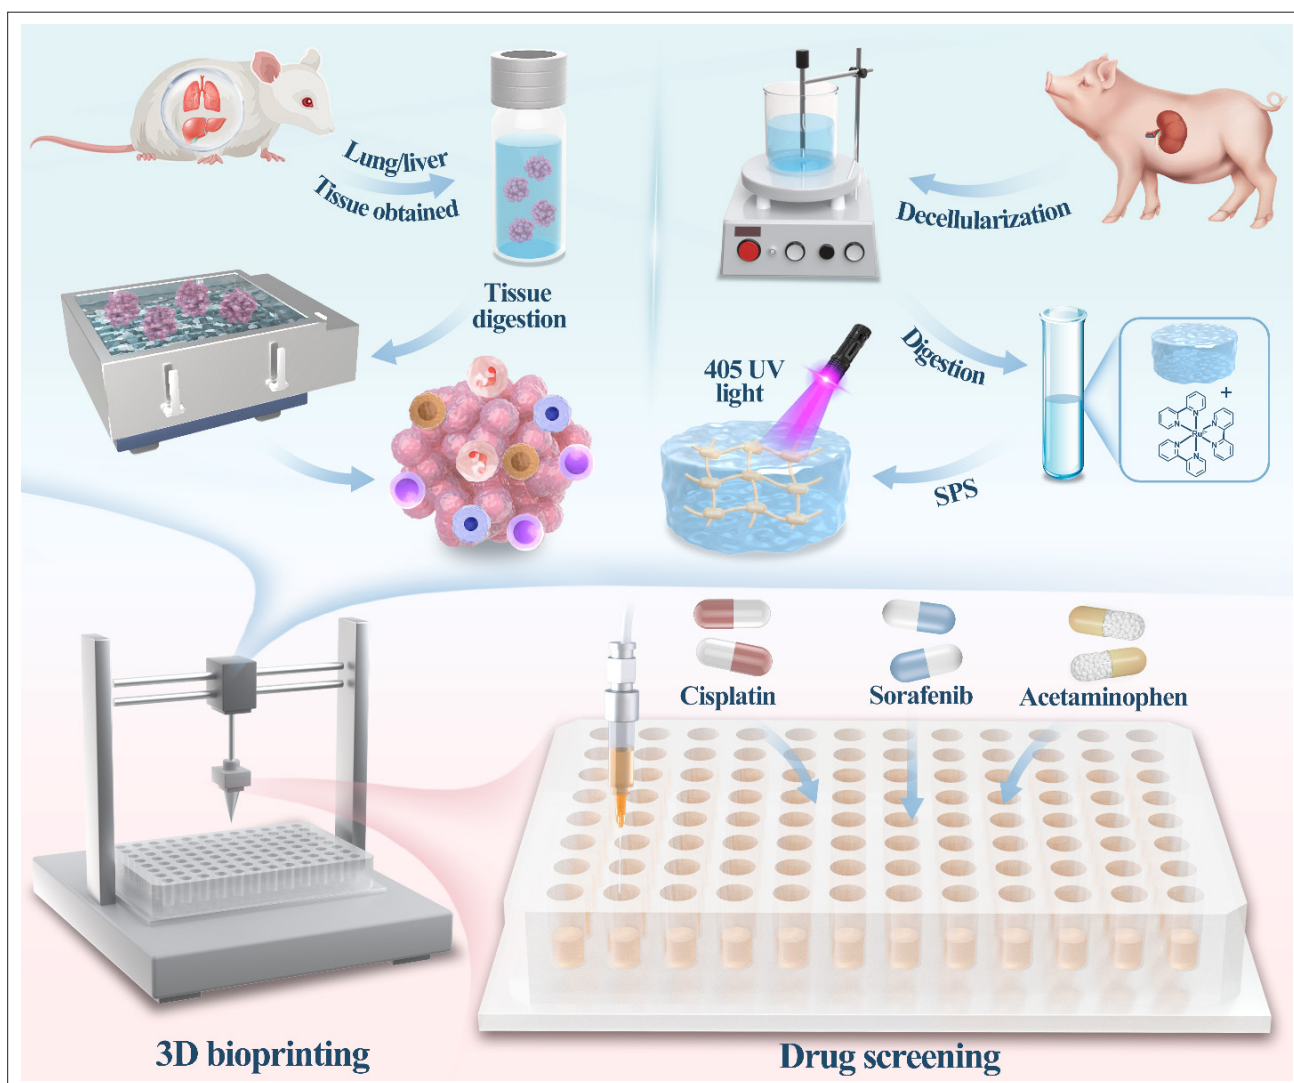 Lung/liver
Tissue obtained
Tissue
digestion
Decellularization
Digestion
405 UV
light
+
N
N
N
Ru
N
N
N
SPS
Cisplatin
Sorafenib
Acetaminophen
3D bioprinting
Drug screening